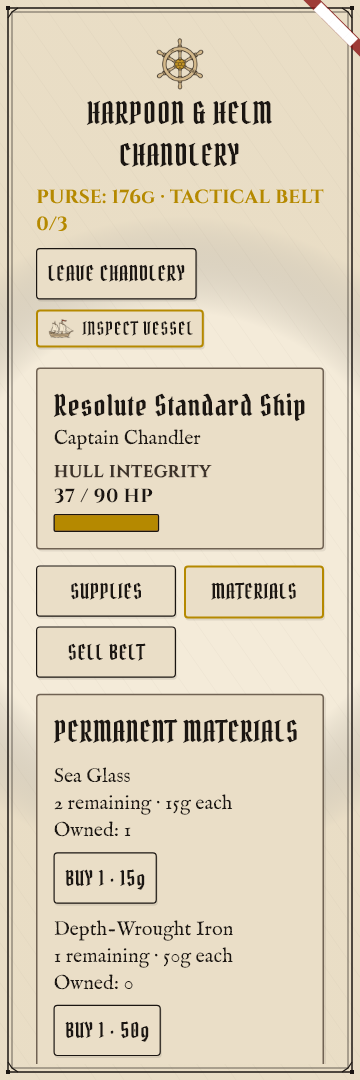 HARPOON & HELM
CHANDLERY
PURSE: 176G · TACTICAL BELT
0/3
LEAVE CHANDLERY
INSPECT VESSEL
Resolute Standard Ship
Captain Chandler
HULL INTEGRITY
37 / 90 HP
SUPPLIES
MATERIALS
SELL BELT
PERMANENT MATERIALS
Sea Glass
2 remaining · 15g each
Owned: 1
BUY 1 · 15g
Depth-Wrought Iron
1 remaining · 50g each
Owned: 0
BUY 1 · 50g